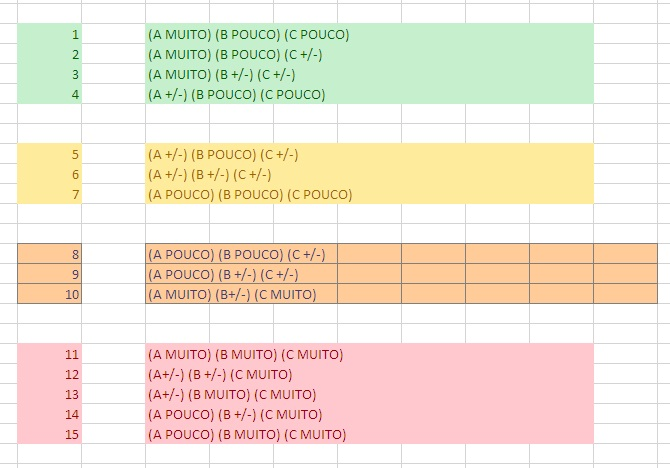 1 (A MUITO) (B POUCO) (C POUCO)
2 (A MUITO) (B POUCO) (C +/-)
3 (A MUITO) (B +/-) (C +/-)
4 (A +/-) (B POUCO) (C POUCO)
5 (A +/-) (B POUCO) (C +/-)
6 (A +/-) (B +/-) (C +/-)
7 (A POUCO) (B POUCO) (C POUCO)
8 (A POUCO) (B POUCO) (C +/-)
9 (A POUCO) (B +/-) (C +/-)
10 (A MUITO) (B+/-) (C MUITO)
11 (A MUITO) (B MUITO) (C MUITO)
12 (A+/-) (B +/-) (C MUITO)
13 (A+/-) (B MUITO) (C MUITO)
14 (A POUCO) (B +/-) (C MUITO)
15 (A POUCO) (B MUITO) (C MUITO)